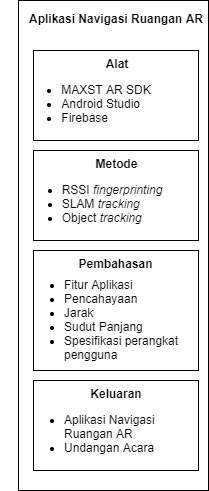 Aplikasi Navigasi Ruangan AR
Alat
• MAXST AR SDK
• Android Studio
• Firebase
Metode
• RSSI fingerprinting
• SLAM tracking
• Object tracking
Pembahasan
• Fitur Aplikasi
• Pencahayaan
• Jarak
• Sudut Panjang
• Spesifikasi perangkat
pengguna
Keluaran
• Aplikasi Navigasi
Ruangan AR
• Undangan Acara